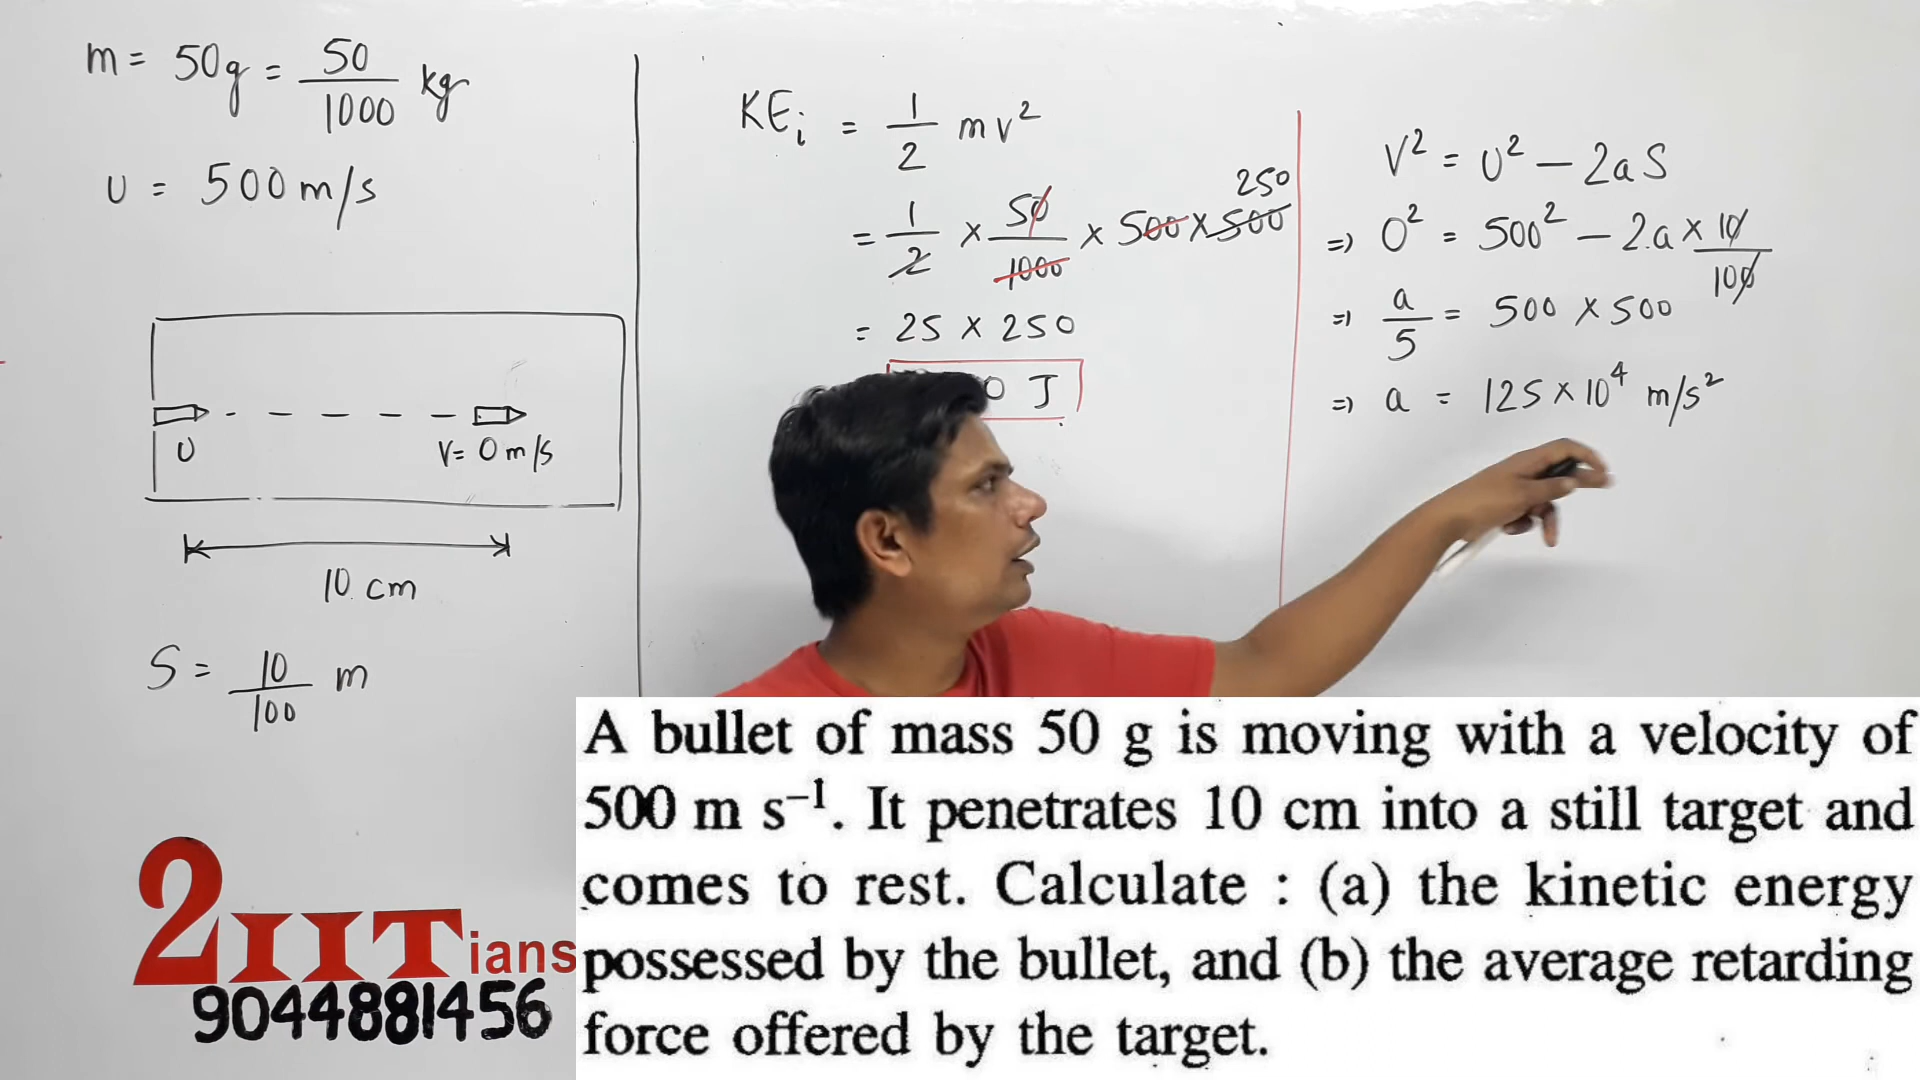 m = 50g = 50/1000 kg
U = 500 m/s
U
V = 0 m/s
10 cm
S = 10/100 m
KEi = 1/2 mv²
= 1/2 × 50/1000 × 500 × 500 250
= 25 × 250
0 J
V² = U² − 2aS
⇒ 0² = 500² − 2.a × 10/100
⇒ a/5 = 500 × 500
⇒ a = 125 × 10⁴ m/s²
2IITians
9044881456
A bullet of mass 50 g is moving with a velocity of
500 m s⁻¹. It penetrates 10 cm into a still target and
comes to rest. Calculate : (a) the kinetic energy
possessed by the bullet, and (b) the average retarding
force offered by the target.